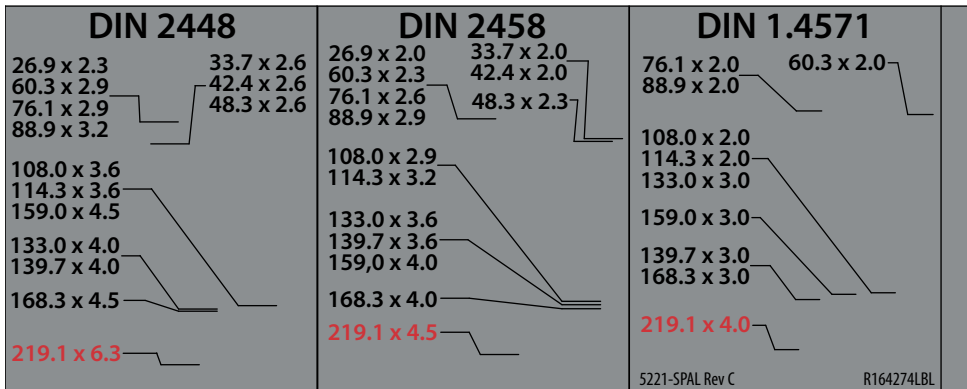 DIN 2448
26.9 x 2.3
60.3 x 2.9
76.1 x 2.9
88.9 x 3.2
33.7 x 2.6
42.4 x 2.6
48.3 x 2.6
108.0 x 3.6
114.3 x 3.6
159.0 x 4.5
133.0 x 4.0
139.7 x 4.0
168.3 x 4.5
219.1 x 6.3
DIN 2458
26.9 x 2.0
60.3 x 2.3
76.1 x 2.6
88.9 x 2.9
33.7 x 2.0
42.4 x 2.0
48.3 x 2.3
108.0 x 2.9
114.3 x 3.2
133.0 x 3.6
139.7 x 3.6
159,0 x 4.0
168.3 x 4.0
219.1 x 4.5
DIN 1.4571
76.1 x 2.0
88.9 x 2.0
60.3 x 2.0
108.0 x 2.0
114.3 x 2.0
133.0 x 3.0
159.0 x 3.0
139.7 x 3.0
168.3 x 3.0
219.1 x 4.0
5221-SPAL Rev C
R164274LBL